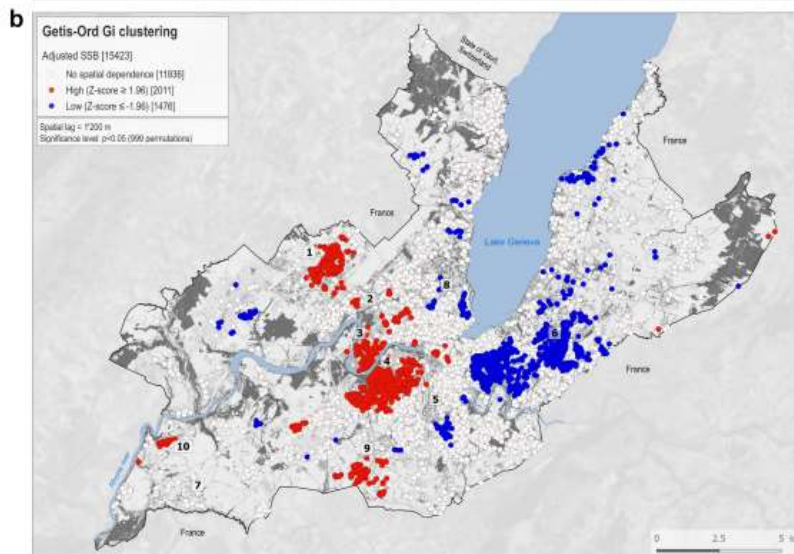 b
Getis-Ord Gi clustering
Adjusted SSB [15423]
No spatial dependence [11936]
High (Z-score ≥ 1.96) [2011]
Low (Z-score ≤ -1.96) [1476]
Spatial lag = 1'200 m
Significance level: p<0.05 (999 permutations)
State of Vaud,
Switzerland
France
France
Lake Geneva
1
2
8
3
4
6
5
France
9
10
7
France
0 2.5 5